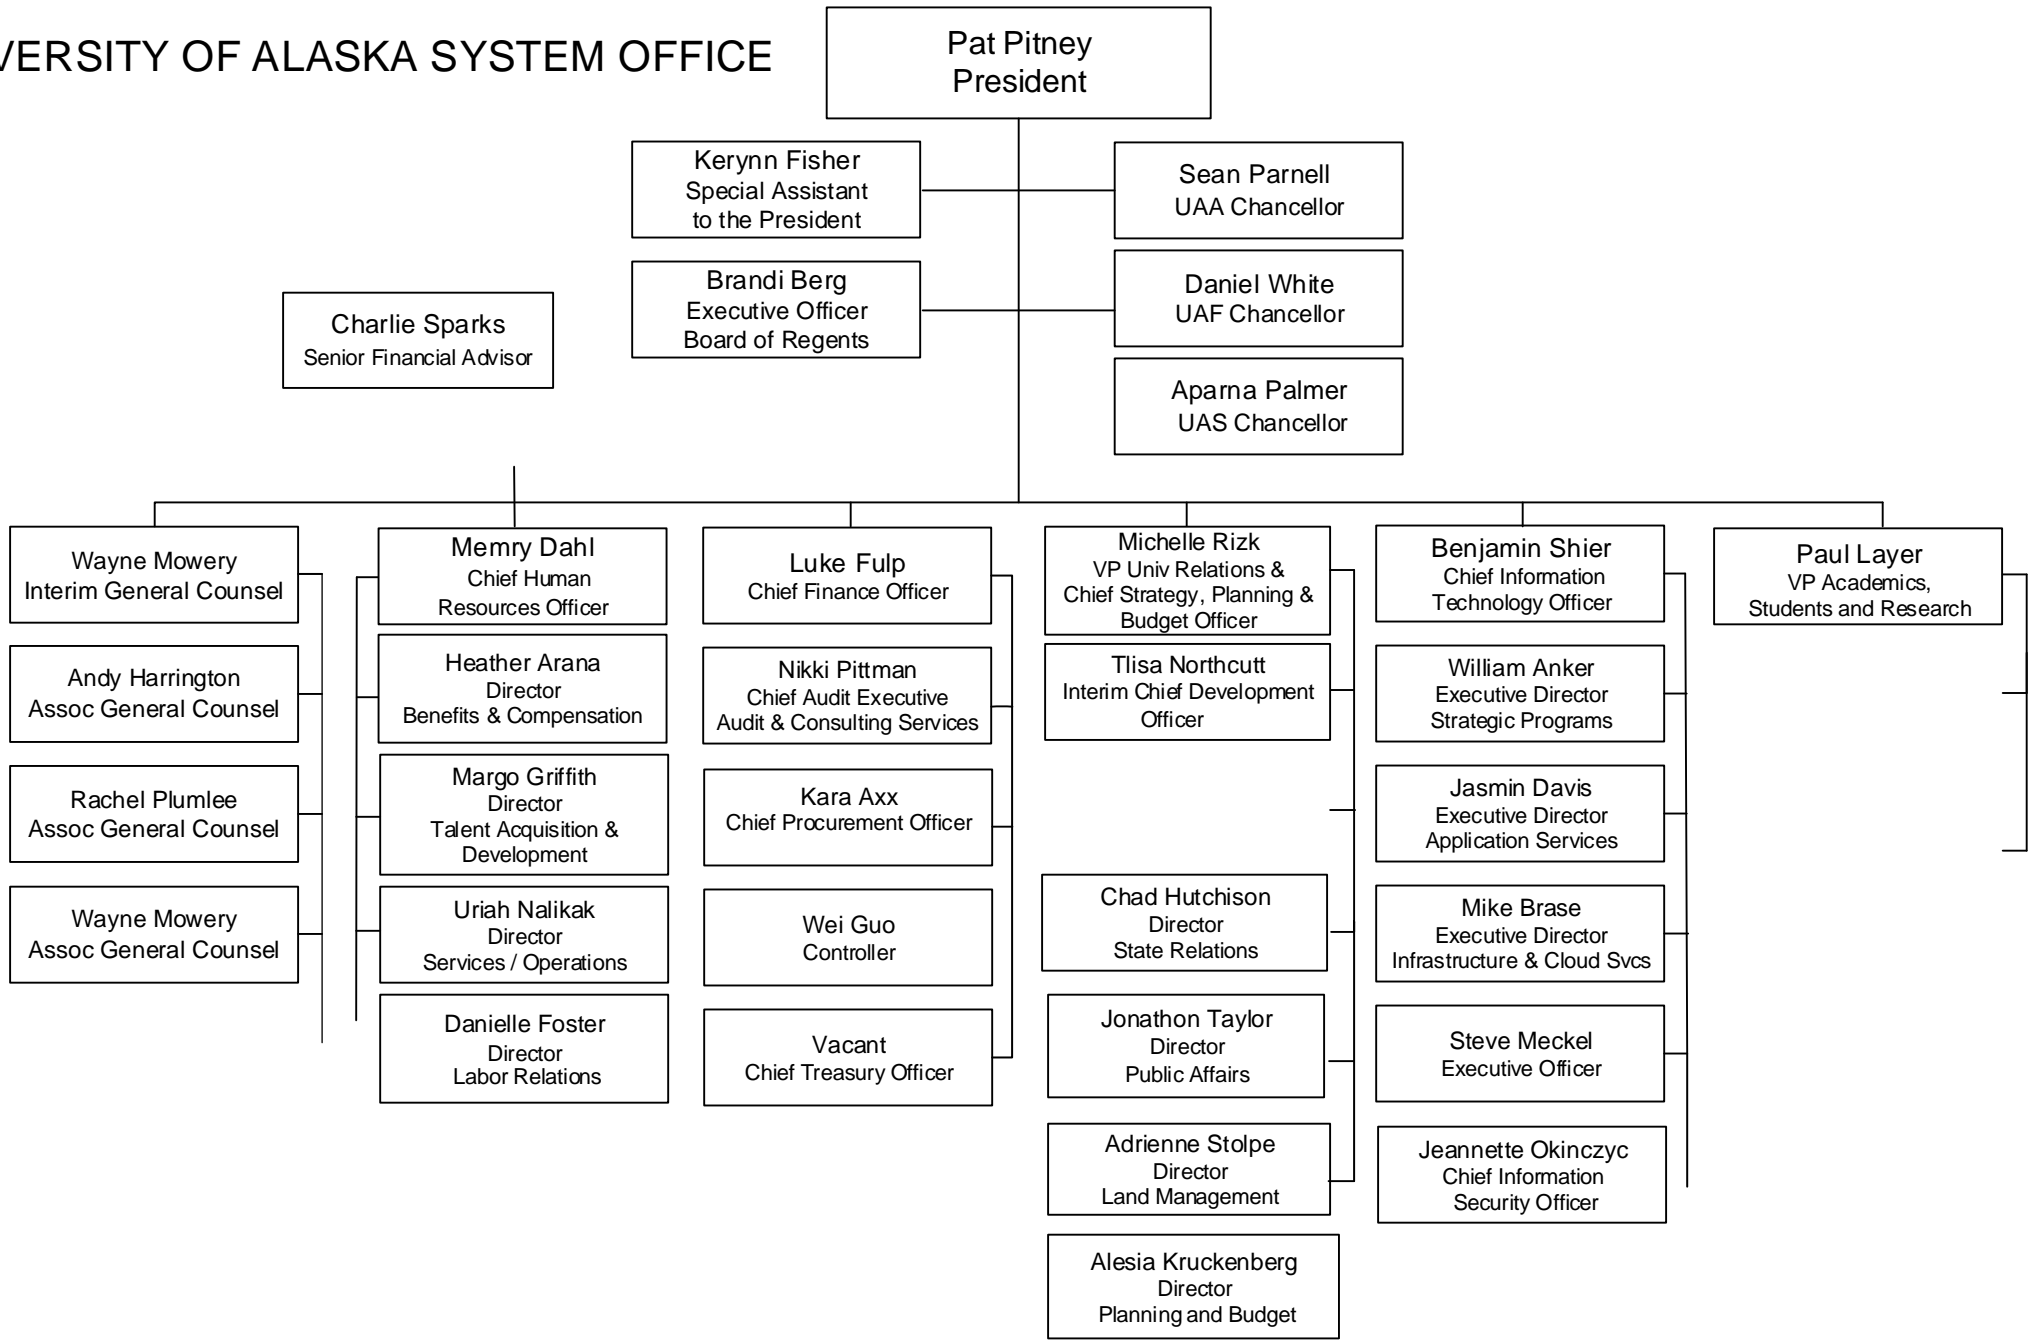 VERSITY OF ALASKA SYSTEM OFFICE
Pat Pitney
President
Kerynn Fisher
Special Assistant
to the President
Sean Parnell
UAA Chancellor
Brandi Berg
Executive Officer
Board of Regents
Daniel White
UAF Chancellor
Charlie Sparks
Senior Financial Advisor
Aparna Palmer
UAS Chancellor
Wayne Mowery
Interim General Counsel
Andy Harrington
Assoc General Counsel
Rachel Plumlee
Assoc General Counsel
Wayne Mowery
Assoc General Counsel
Memry Dahl
Chief Human
Resources Officer
Heather Arana
Director
Benefits & Compensation
Margo Griffith
Director
Talent Acquisition &
Development
Uriah Nalikak
Director
Services / Operations
Danielle Foster
Director
Labor Relations
Luke Fulp
Chief Finance Officer
Nikki Pittman
Chief Audit Executive
Audit & Consulting Services
Kara Axx
Chief Procurement Officer
Wei Guo
Controller
Vacant
Chief Treasury Officer
Michelle Rizk
VP Univ Relations &
Chief Strategy, Planning &
Budget Officer
Tlisa Northcutt
Interim Chief Development
Officer
Chad Hutchison
Director
State Relations
Jonathon Taylor
Director
Public Affairs
Adrienne Stolpe
Director
Land Management
Alesia Kruckenberg
Director
Planning and Budget
Benjamin Shier
Chief Information
Technology Officer
William Anker
Executive Director
Strategic Programs
Jasmin Davis
Executive Director
Application Services
Mike Brase
Executive Director
Infrastructure & Cloud Svcs
Steve Meckel
Executive Officer
Jeannette Okinczyc
Chief Information
Security Officer
Paul Layer
VP Academics,
Students and Research